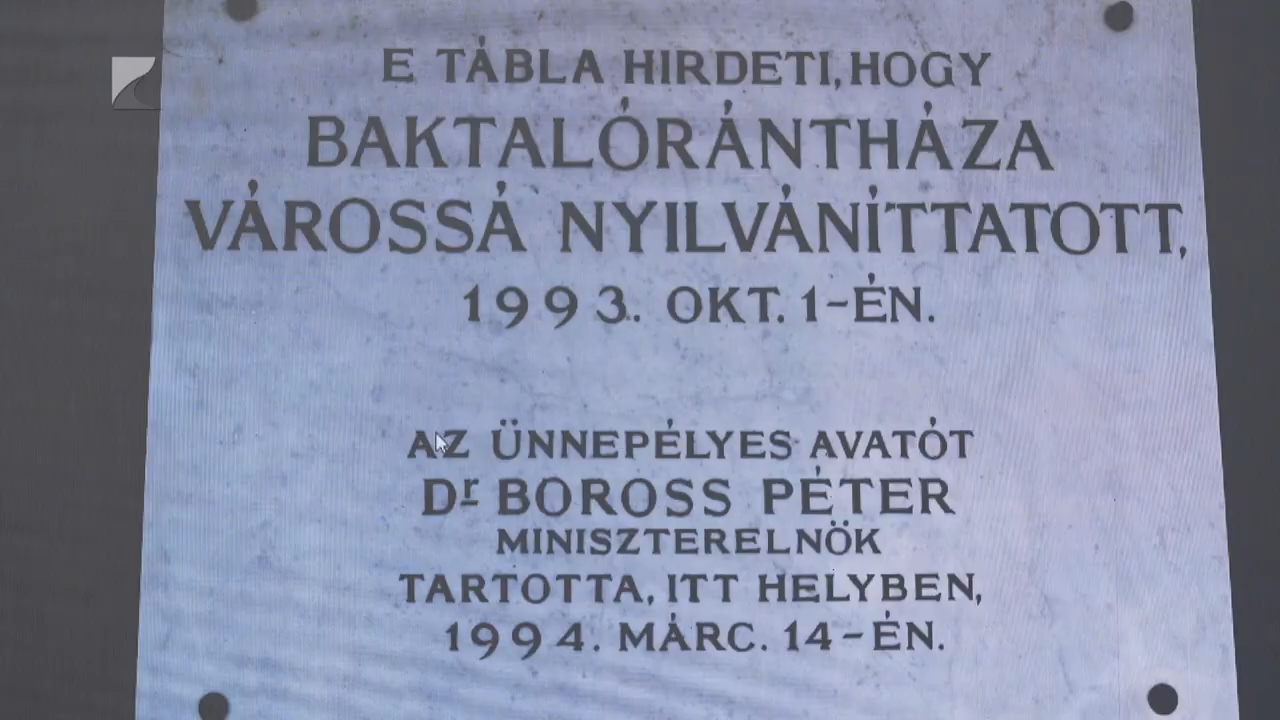 E TÁBLA HIRDETI, HOGY
BAKTALÓRÁNTHÁZA
VÁROSSÁ NYILVÁNÍTTATOTT,
1993. OKT. 1-ÉN.
AZ ÜNNEPÉLYES AVATÓT
Dr BOROSS PÉTER
MINISZTERELNÖK
TARTOTTA, ITT HELYBEN,
1994. MÁRC. 14-ÉN.